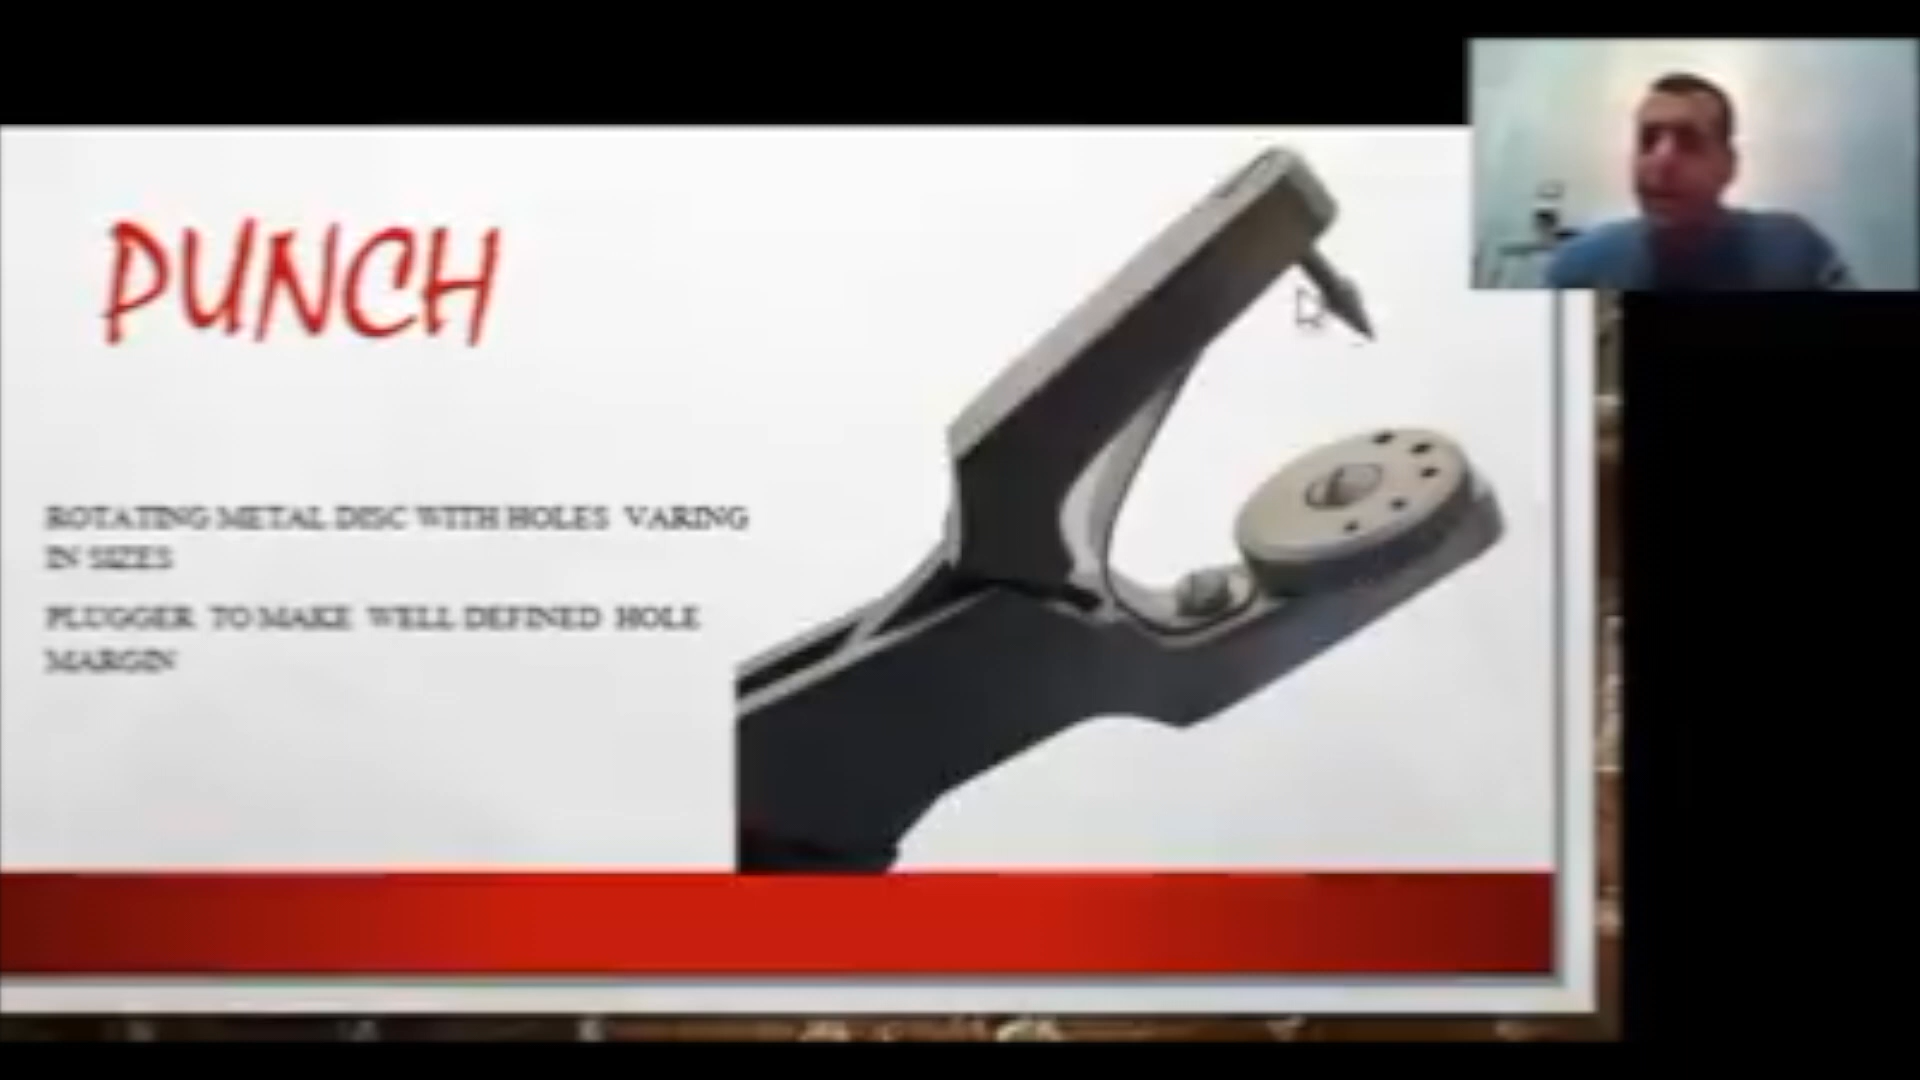 PUNCH
ROTATING METAL DISC WITH HOLES VARING
IN SIZES
PLUGGER TO MAKE WELL DEFINED HOLE
MARGIN